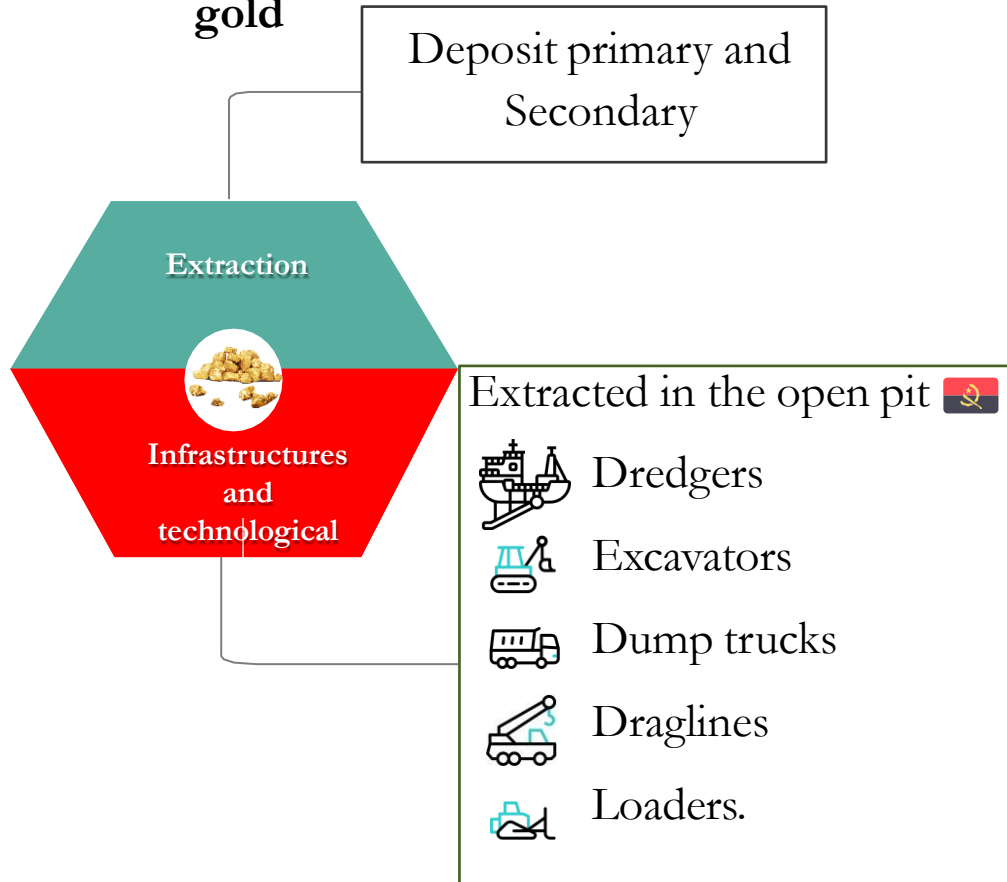 gold
Deposit primary and
Secondary
Extraction
Infrastructures
and
technological
Extracted in the open pit
Dredgers
Excavators
Dump trucks
Draglines
Loaders.